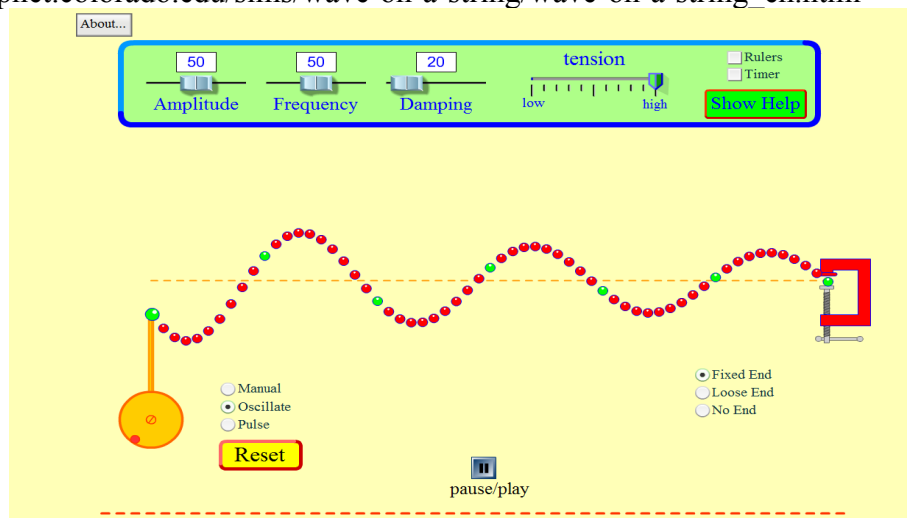 About...
50 50 20 tension Rulers
Timer
Amplitude Frequency Damping low high Show Help
Manual
Oscillate
Pulse
Reset
Fixed End
Loose End
No End
pause/play